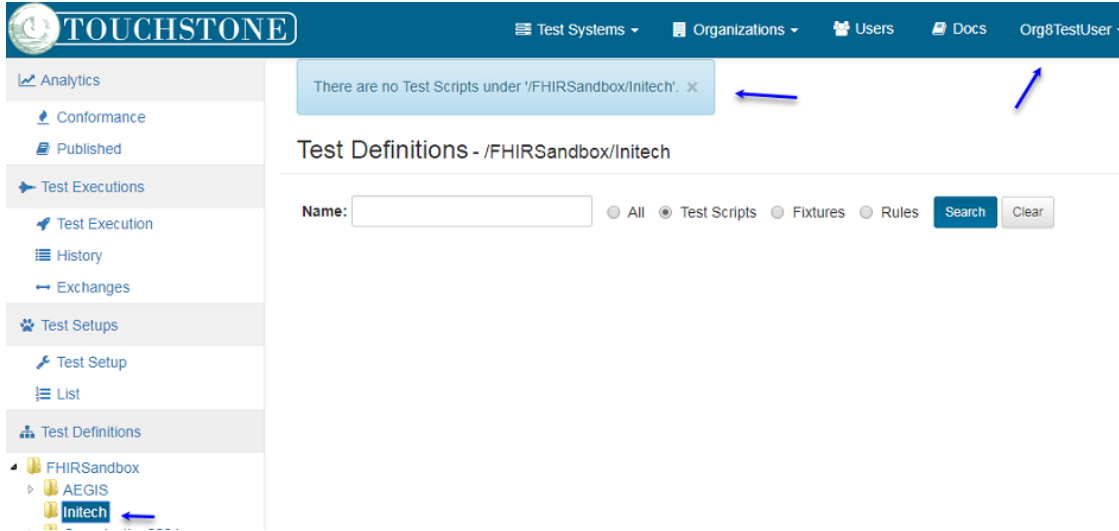 TOUCHSTONE
Test Systems
Organizations
Users
Docs
Org8TestUser
Analytics
Conformance
Published
Test Executions
Test Execution
History
Exchanges
Test Setups
Test Setup
List
Test Definitions
FHIRSandbox
AEGIS
Initech
There are no Test Scripts under '/FHIRSandbox/Initech'. ×
Test Definitions - /FHIRSandbox/Initech
Name: All Test Scripts Fixtures Rules Search Clear